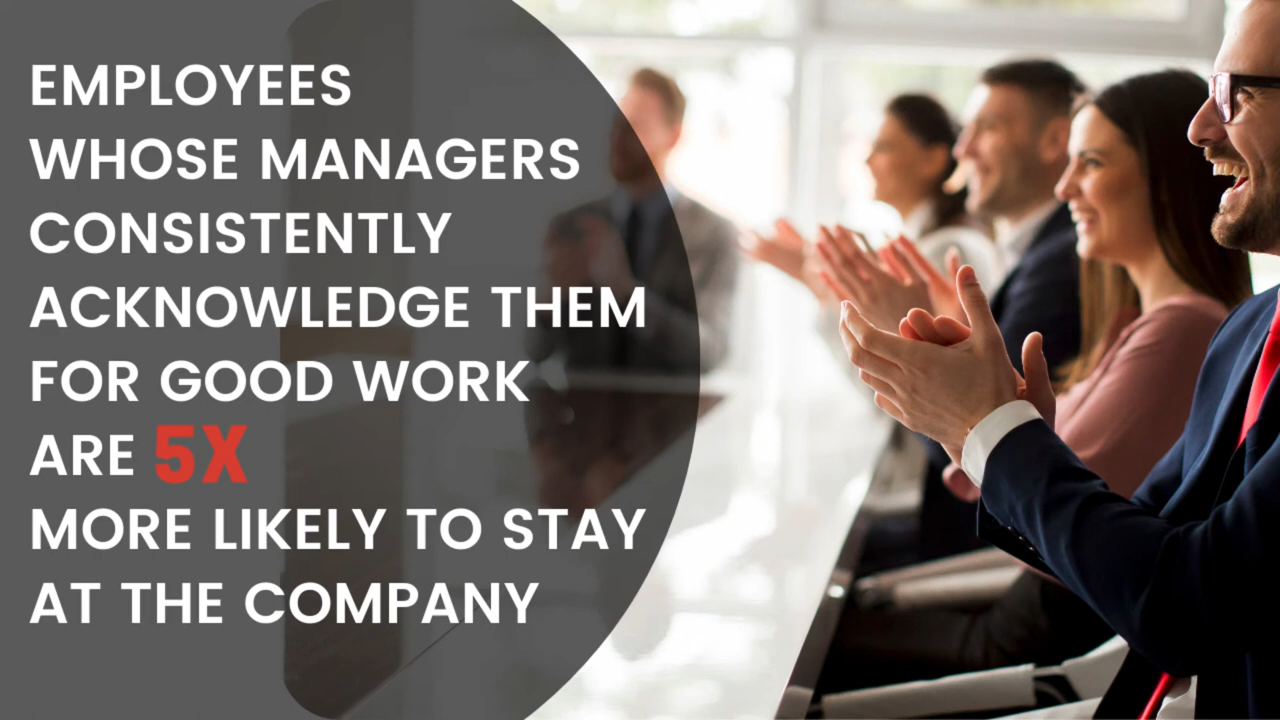 EMPLOYEES
WHOSE MANAGERS
CONSISTENTLY
ACKNOWLEDGE THEM
FOR GOOD WORK
ARE 5X
MORE LIKELY TO STAY
AT THE COMPANY